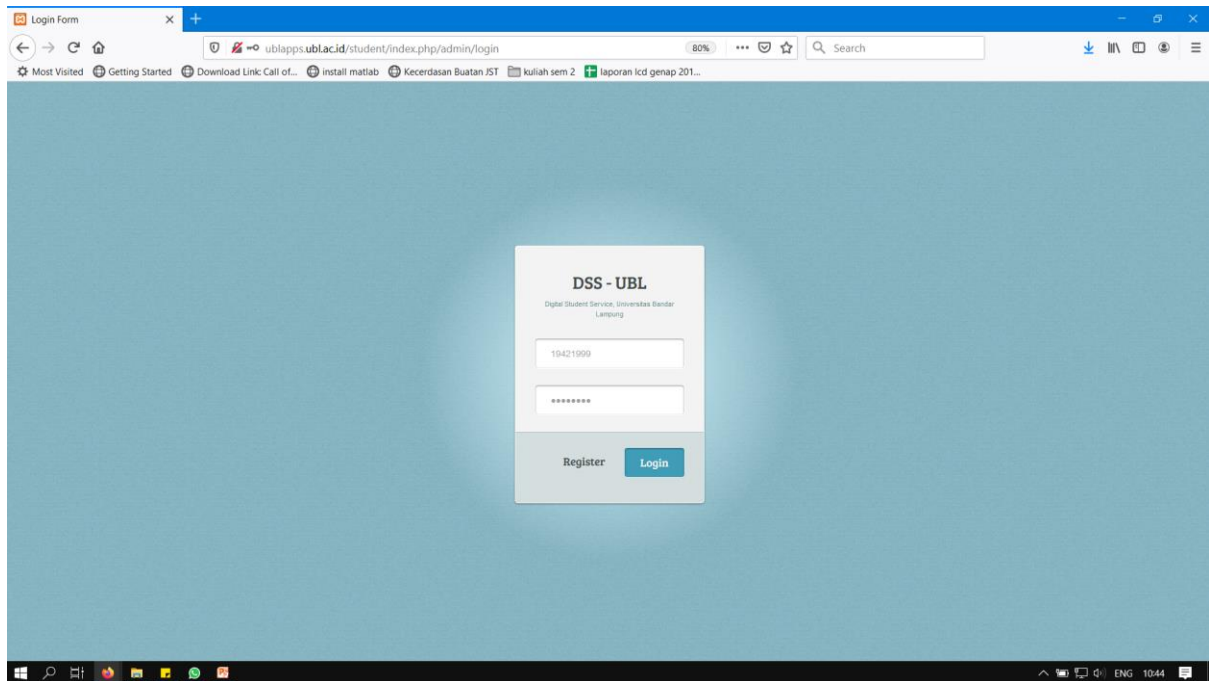 Login Form
ublapps.ubl.ac.id/student/index.php/admin/login 80% Search
Most Visited Getting Started Download Link: Call of... install matlab Kecerdasan Buatan JST kuliah sem 2 laporan lcd genap 201...
DSS - UBL
Digital Student Service, Universitas Bandar
Lampung
19421999
Register Login
ENG 10:44